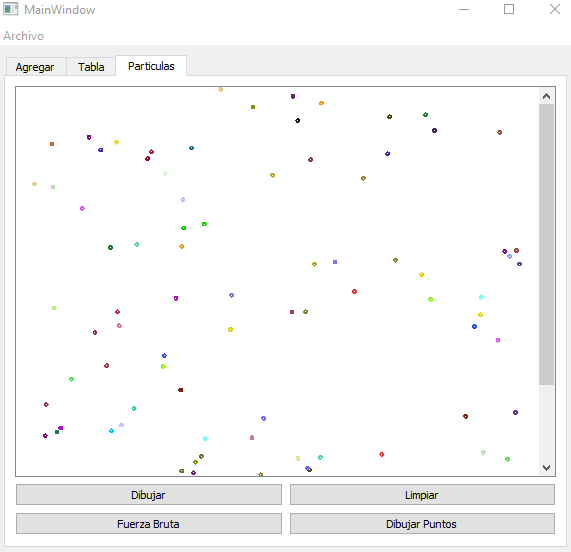 MainWindow
Archivo
Agregar Tabla Particulas
Dibujar Limpiar
Fuerza Bruta Dibujar Puntos